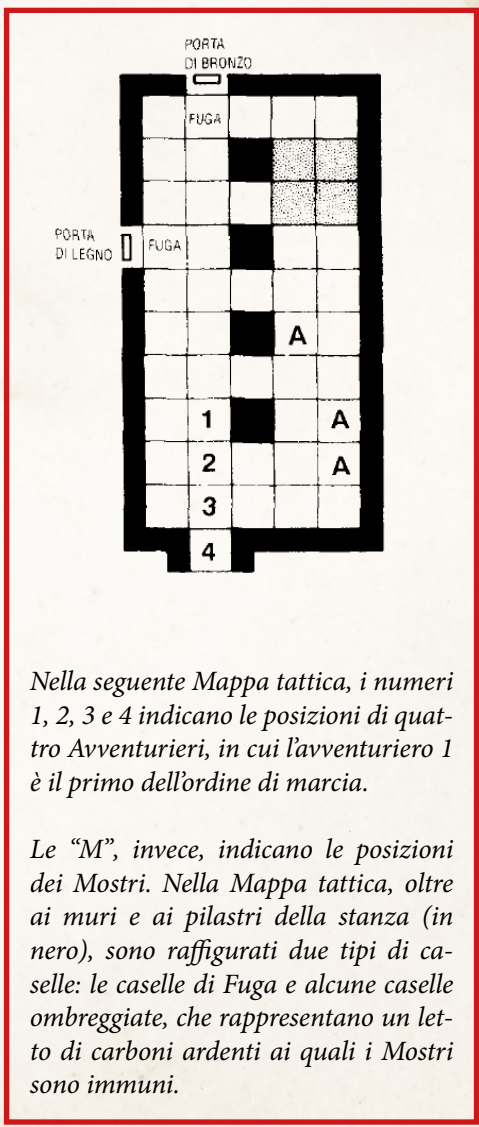 PORTA
DI BRONZO
FUGA
PORTA
DI LEGNO
FUGA
A
1
A
2
A
3
4
Nella seguente Mappa tattica, i numeri
1, 2, 3 e 4 indicano le posizioni di quat-
tro Avventurieri, in cui l'avventuriero 1
è il primo dell'ordine di marcia.
Le “M”, invece, indicano le posizioni
dei Mostri. Nella Mappa tattica, oltre
ai muri e ai pilastri della stanza (in
nero), sono raffigurati due tipi di ca-
selle: le caselle di Fuga e alcune caselle
ombreggiate, che rappresentano un let-
to di carboni ardenti ai quali i Mostri
sono immuni.